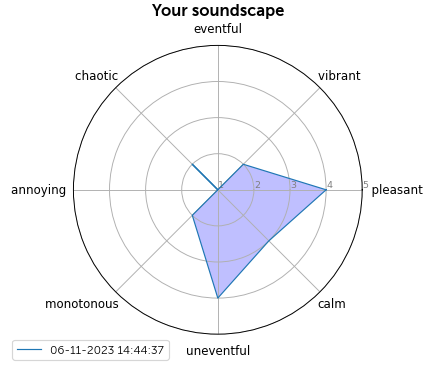 Your soundscape
eventful
chaotic
vibrant
annoying
1
2
3
4
5
pleasant
monotonous
calm
uneventful
06-11-2023 14:44:37